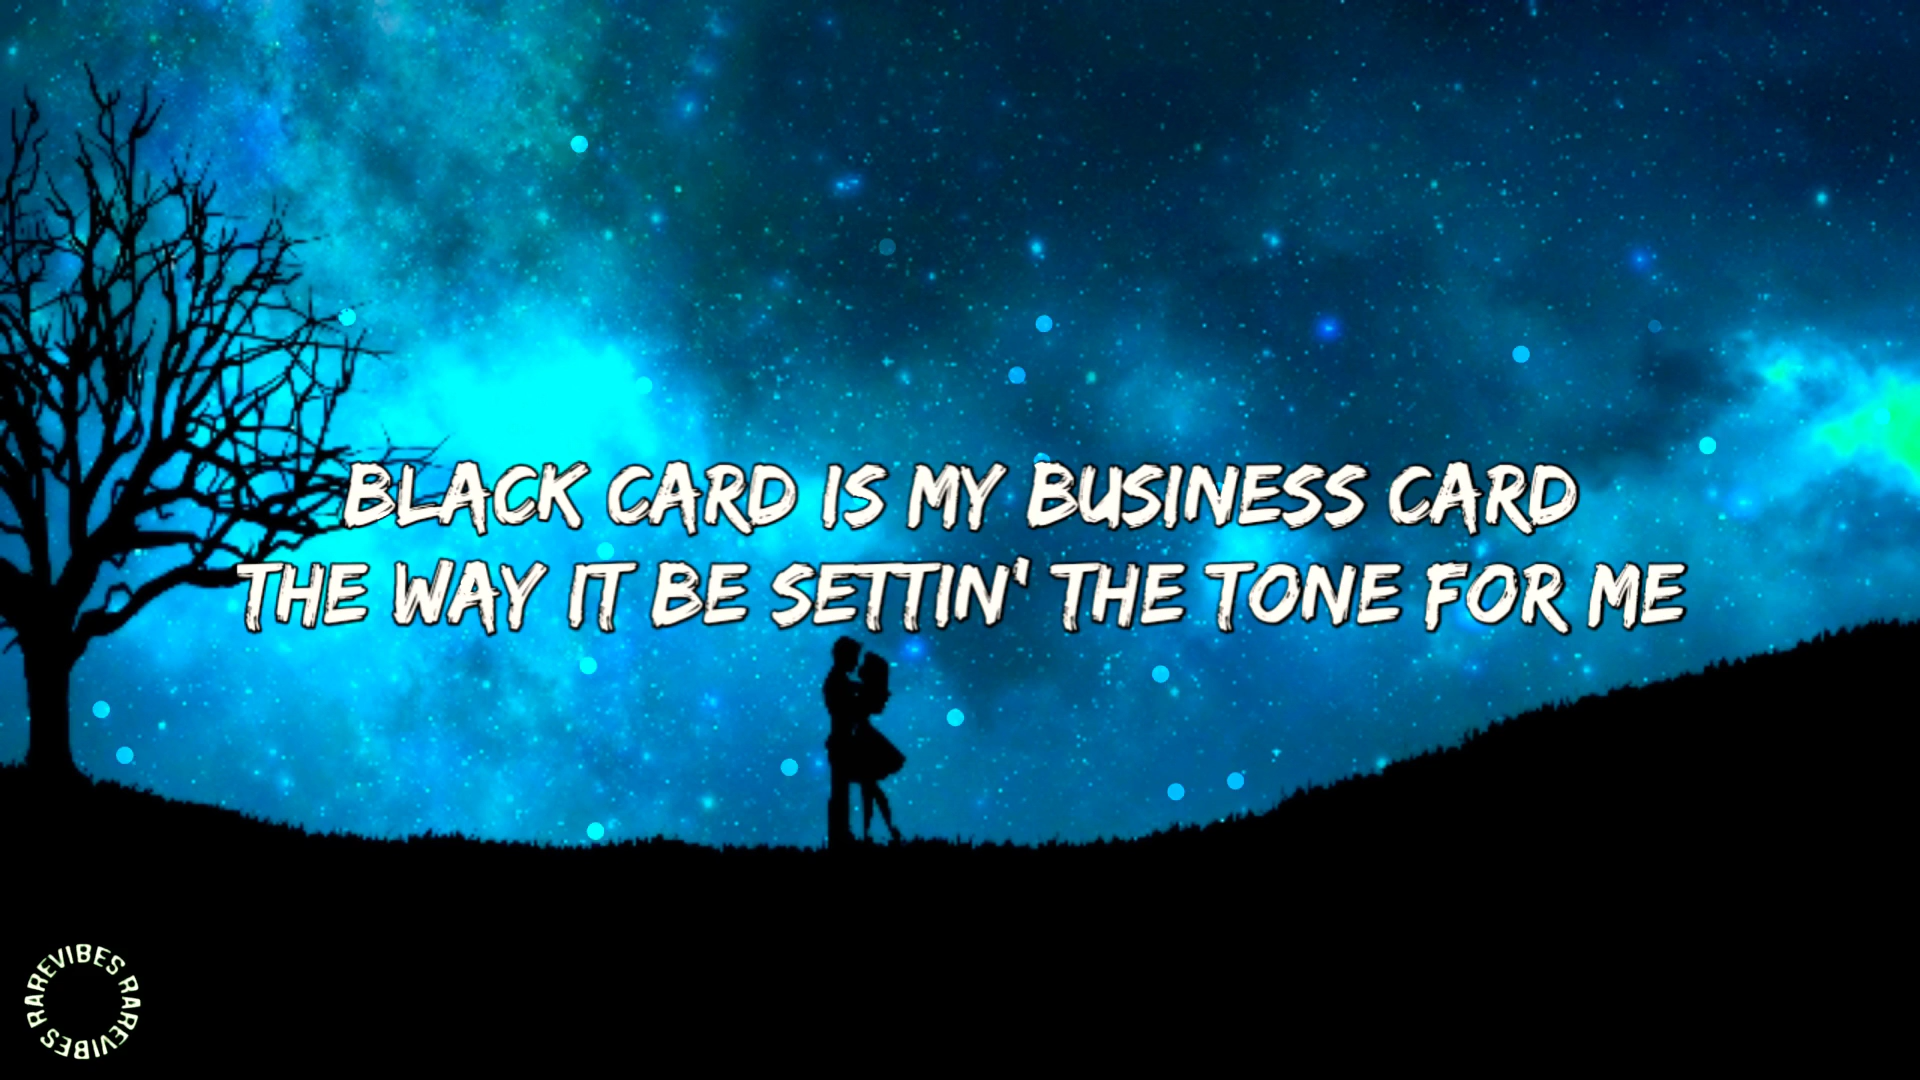 BLACK CARD IS MY BUSINESS CARD
THE WAY IT BE SETTIN' THE TONE FOR ME
RAREVIBES RAREVIBES